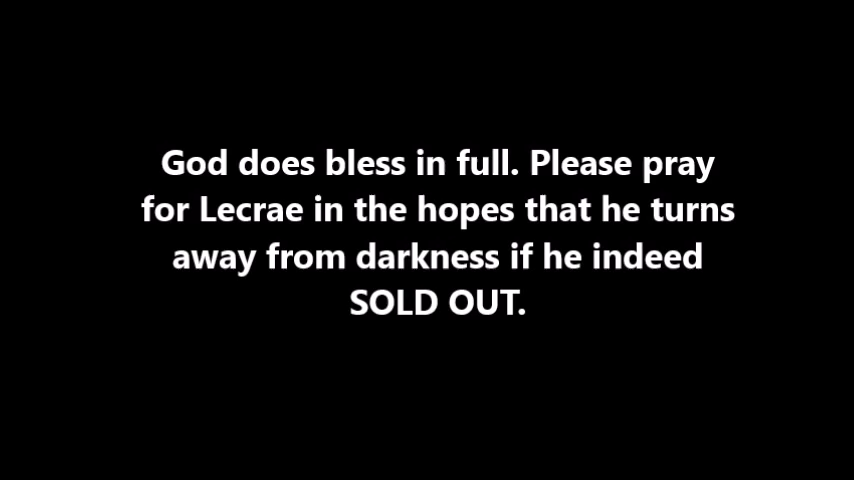 God does bless in full. Please pray
for Lecrae in the hopes that he turns
away from darkness if he indeed
SOLD OUT.